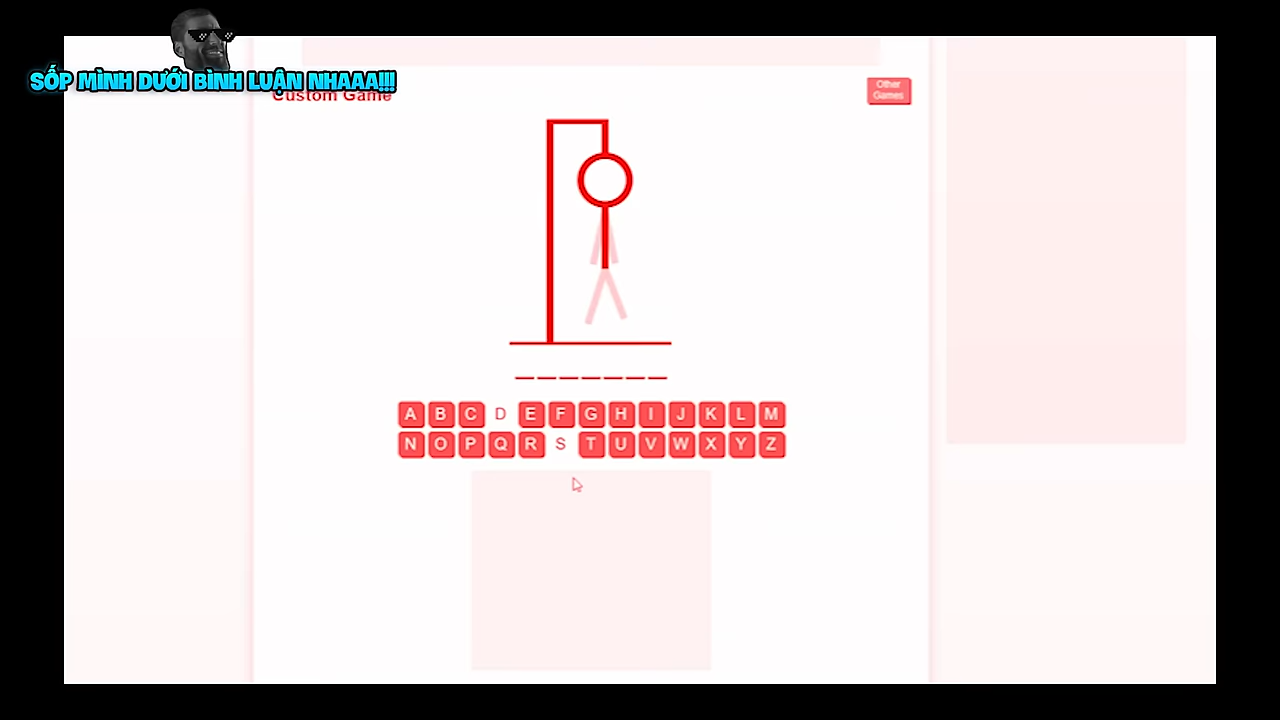 SỐP MÌNH DƯỚI BÌNH LUẬN NHAAA!!!
Custom Game
Other
Games
A B C D E F G H I J K L M
N O P Q R S T U V W X Y Z